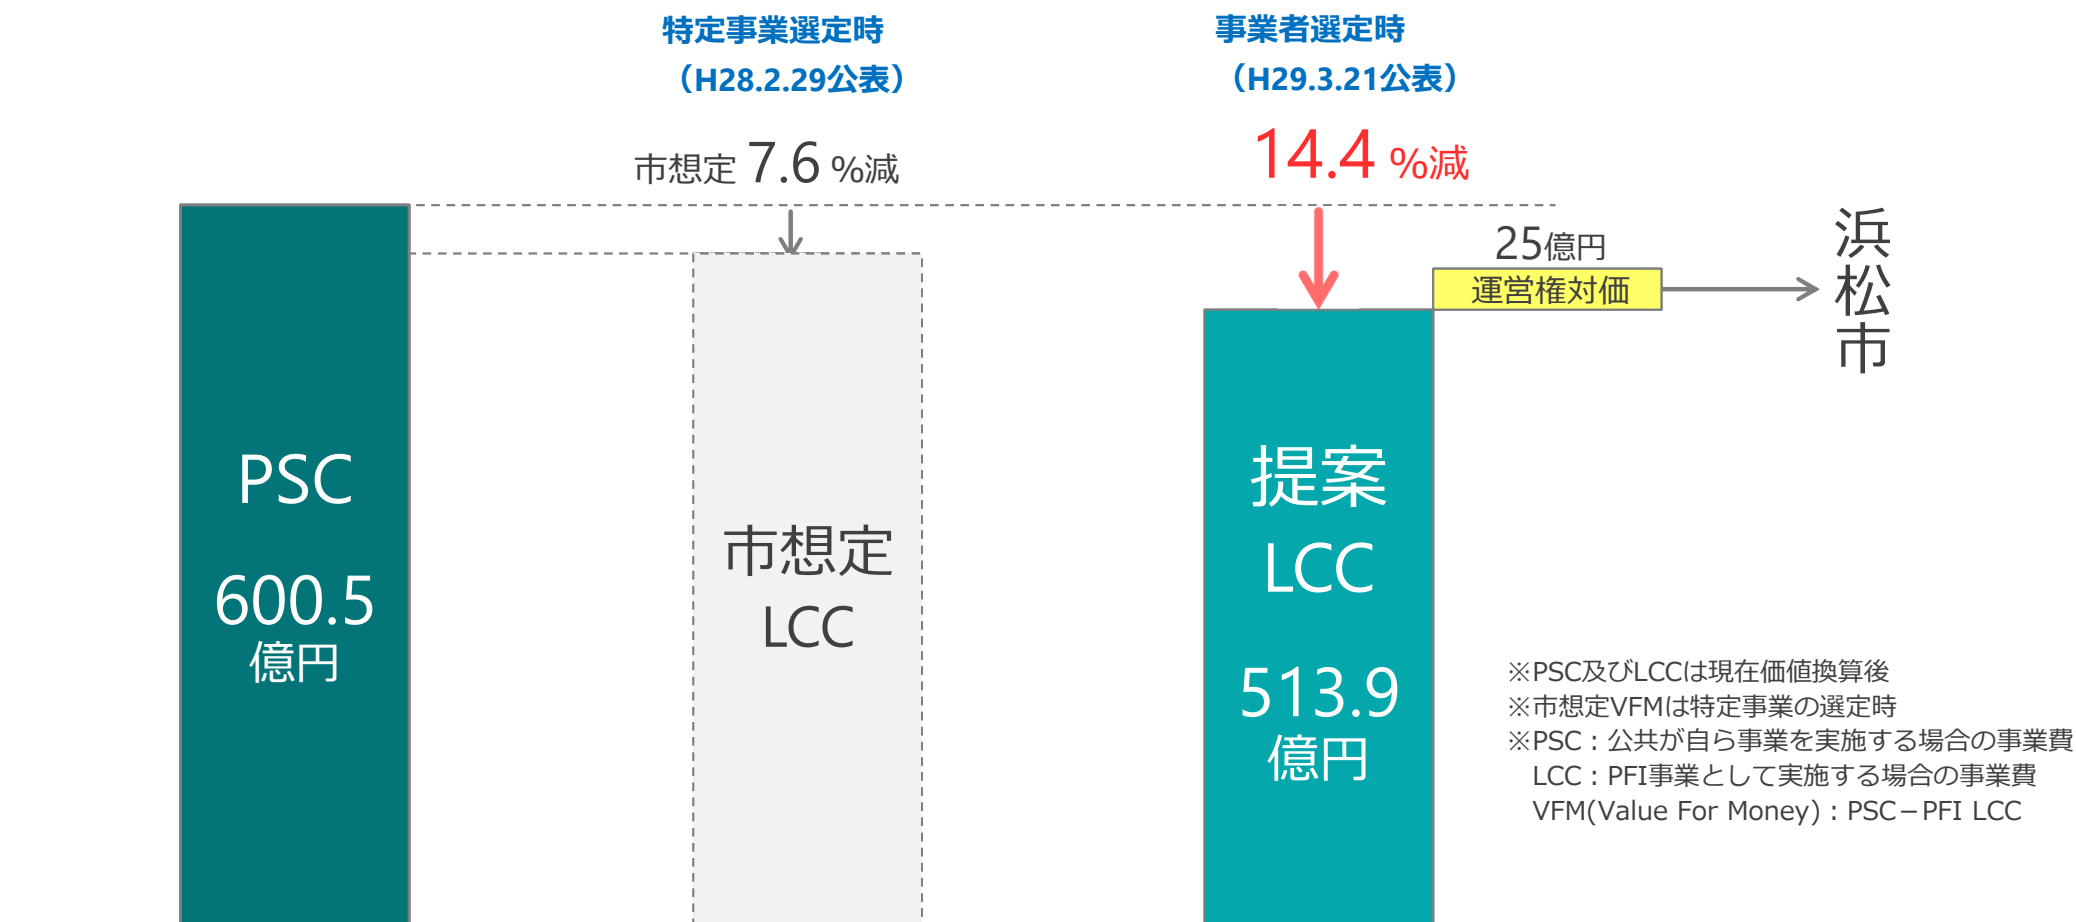 特定事業選定時
（H28.2.29公表）
事業者選定時
（H29.3.21公表）
市想定 7.6 %減
14.4 %減
25億円
運営権対価
浜松市
PSC
600.5
億円
市想定
LCC
提案
LCC
513.9
億円
※PSC及びLCCは現在価値換算後
※市想定VFMは特定事業の選定時
※PSC：公共が自ら事業を実施する場合の事業費
LCC：PFI事業として実施する場合の事業費
VFM(Value For Money)：PSC－PFI LCC